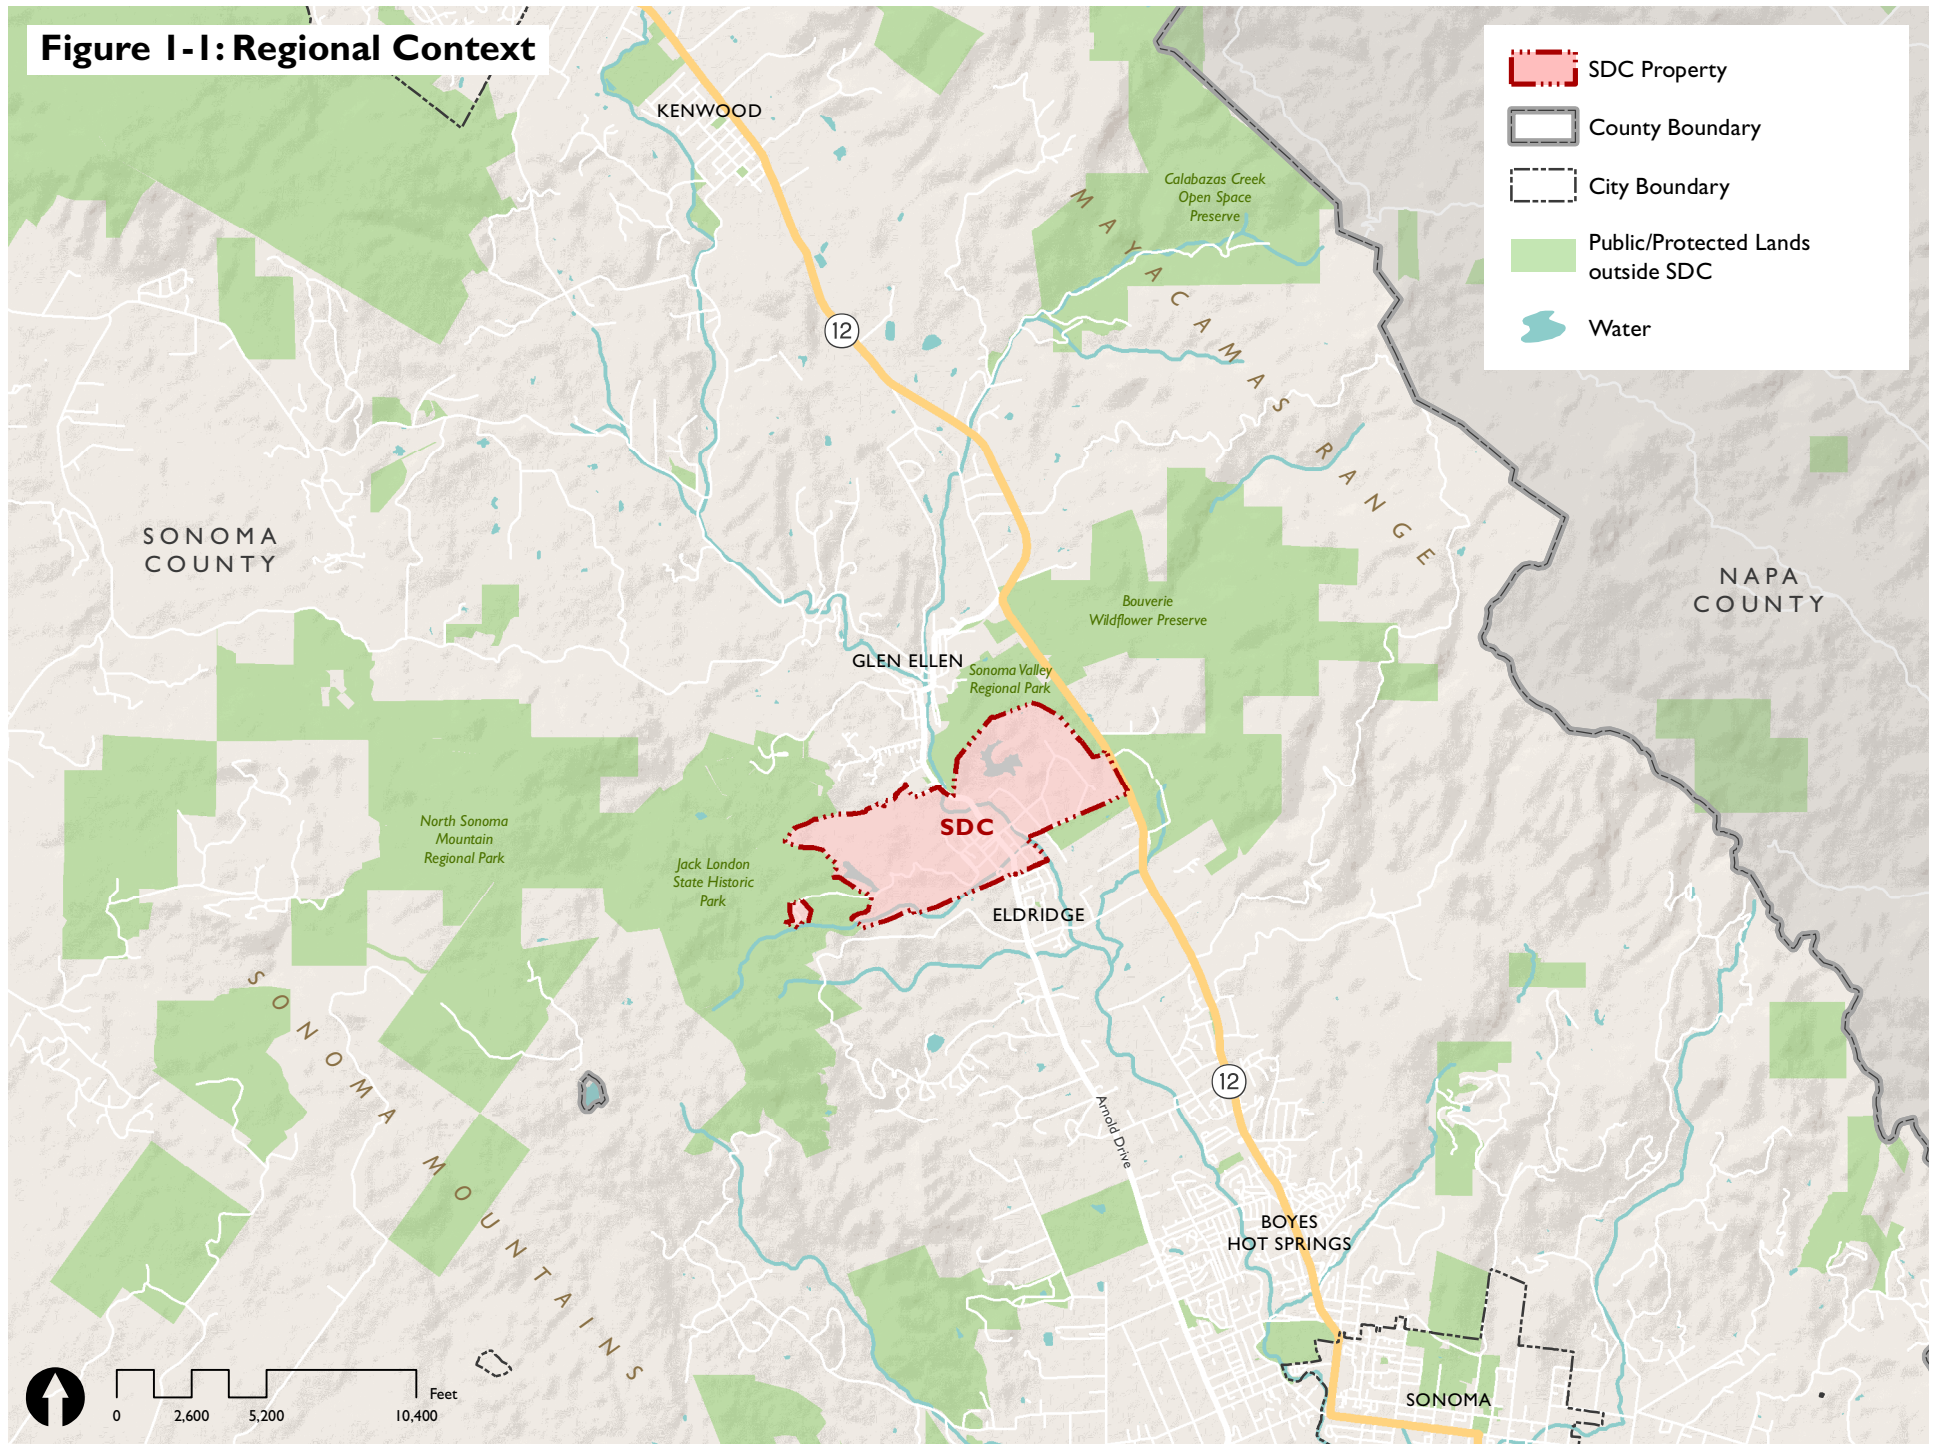 Figure 1-1: Regional Context
SDC Property
County Boundary
City Boundary
Public/Protected Lands
outside SDC
Water
KENWOOD
Calabazas Creek
Open Space
Preserve
MAYACAMAS RANGE
12
SONOMA
COUNTY
NAPA
COUNTY
Bouverie
Wildflower Preserve
GLEN ELLEN
Sonoma Valley
Regional Park
SDC
North Sonoma
Mountain
Regional Park
Jack London
State Historic
Park
ELDRIDGE
SONOMA MOUNTAINS
12
Arnold Drive
BOYES
HOT SPRINGS
SONOMA
Feet
0
2,600
5,200
10,400